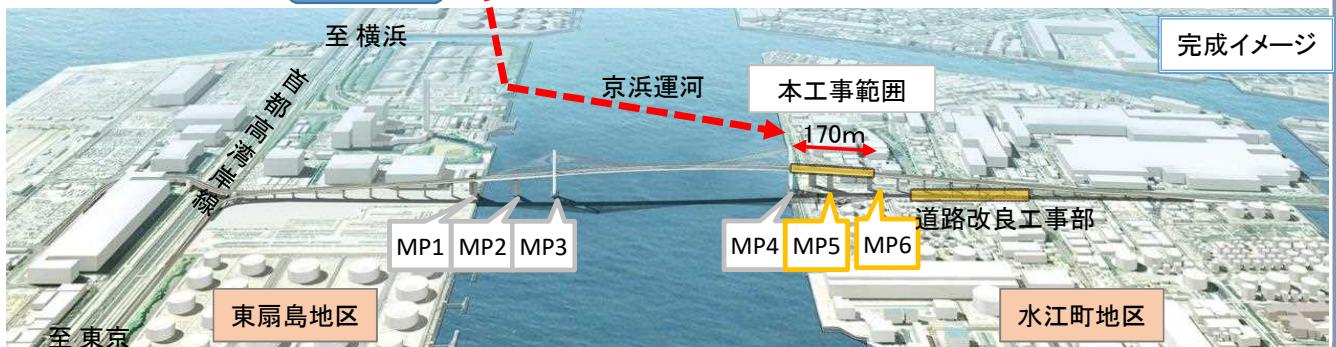 至 横浜
完成イメージ
首都高湾岸線
京浜運河
本工事範囲
170m
道路改良工事部
MP1
MP2
MP3
MP4
MP5
MP6
東扇島地区
水江町地区
至 東京